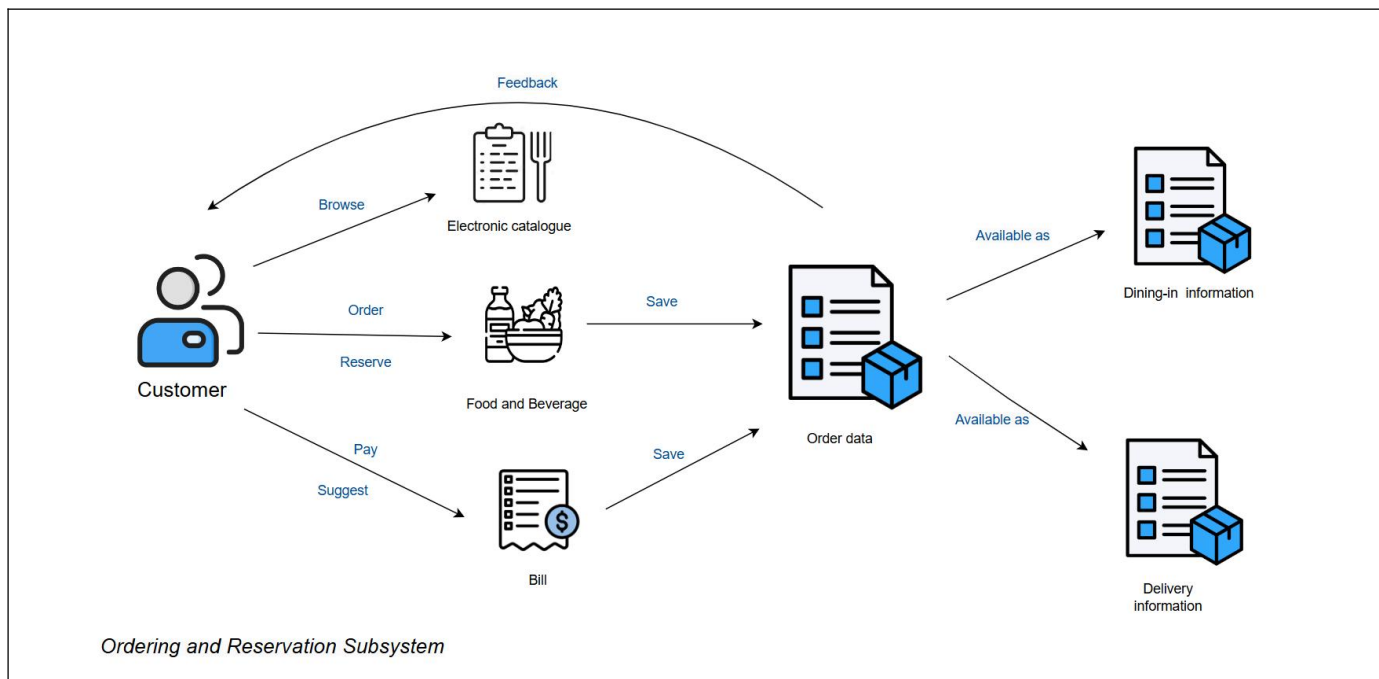 Feedback
Browse
Electronic catalogue
Available as
Dining-in information
Order
Save
Reserve
Customer
Food and Beverage
Order data
Available as
Pay
Save
Suggest
$
Bill
Delivery
information
Ordering and Reservation Subsystem